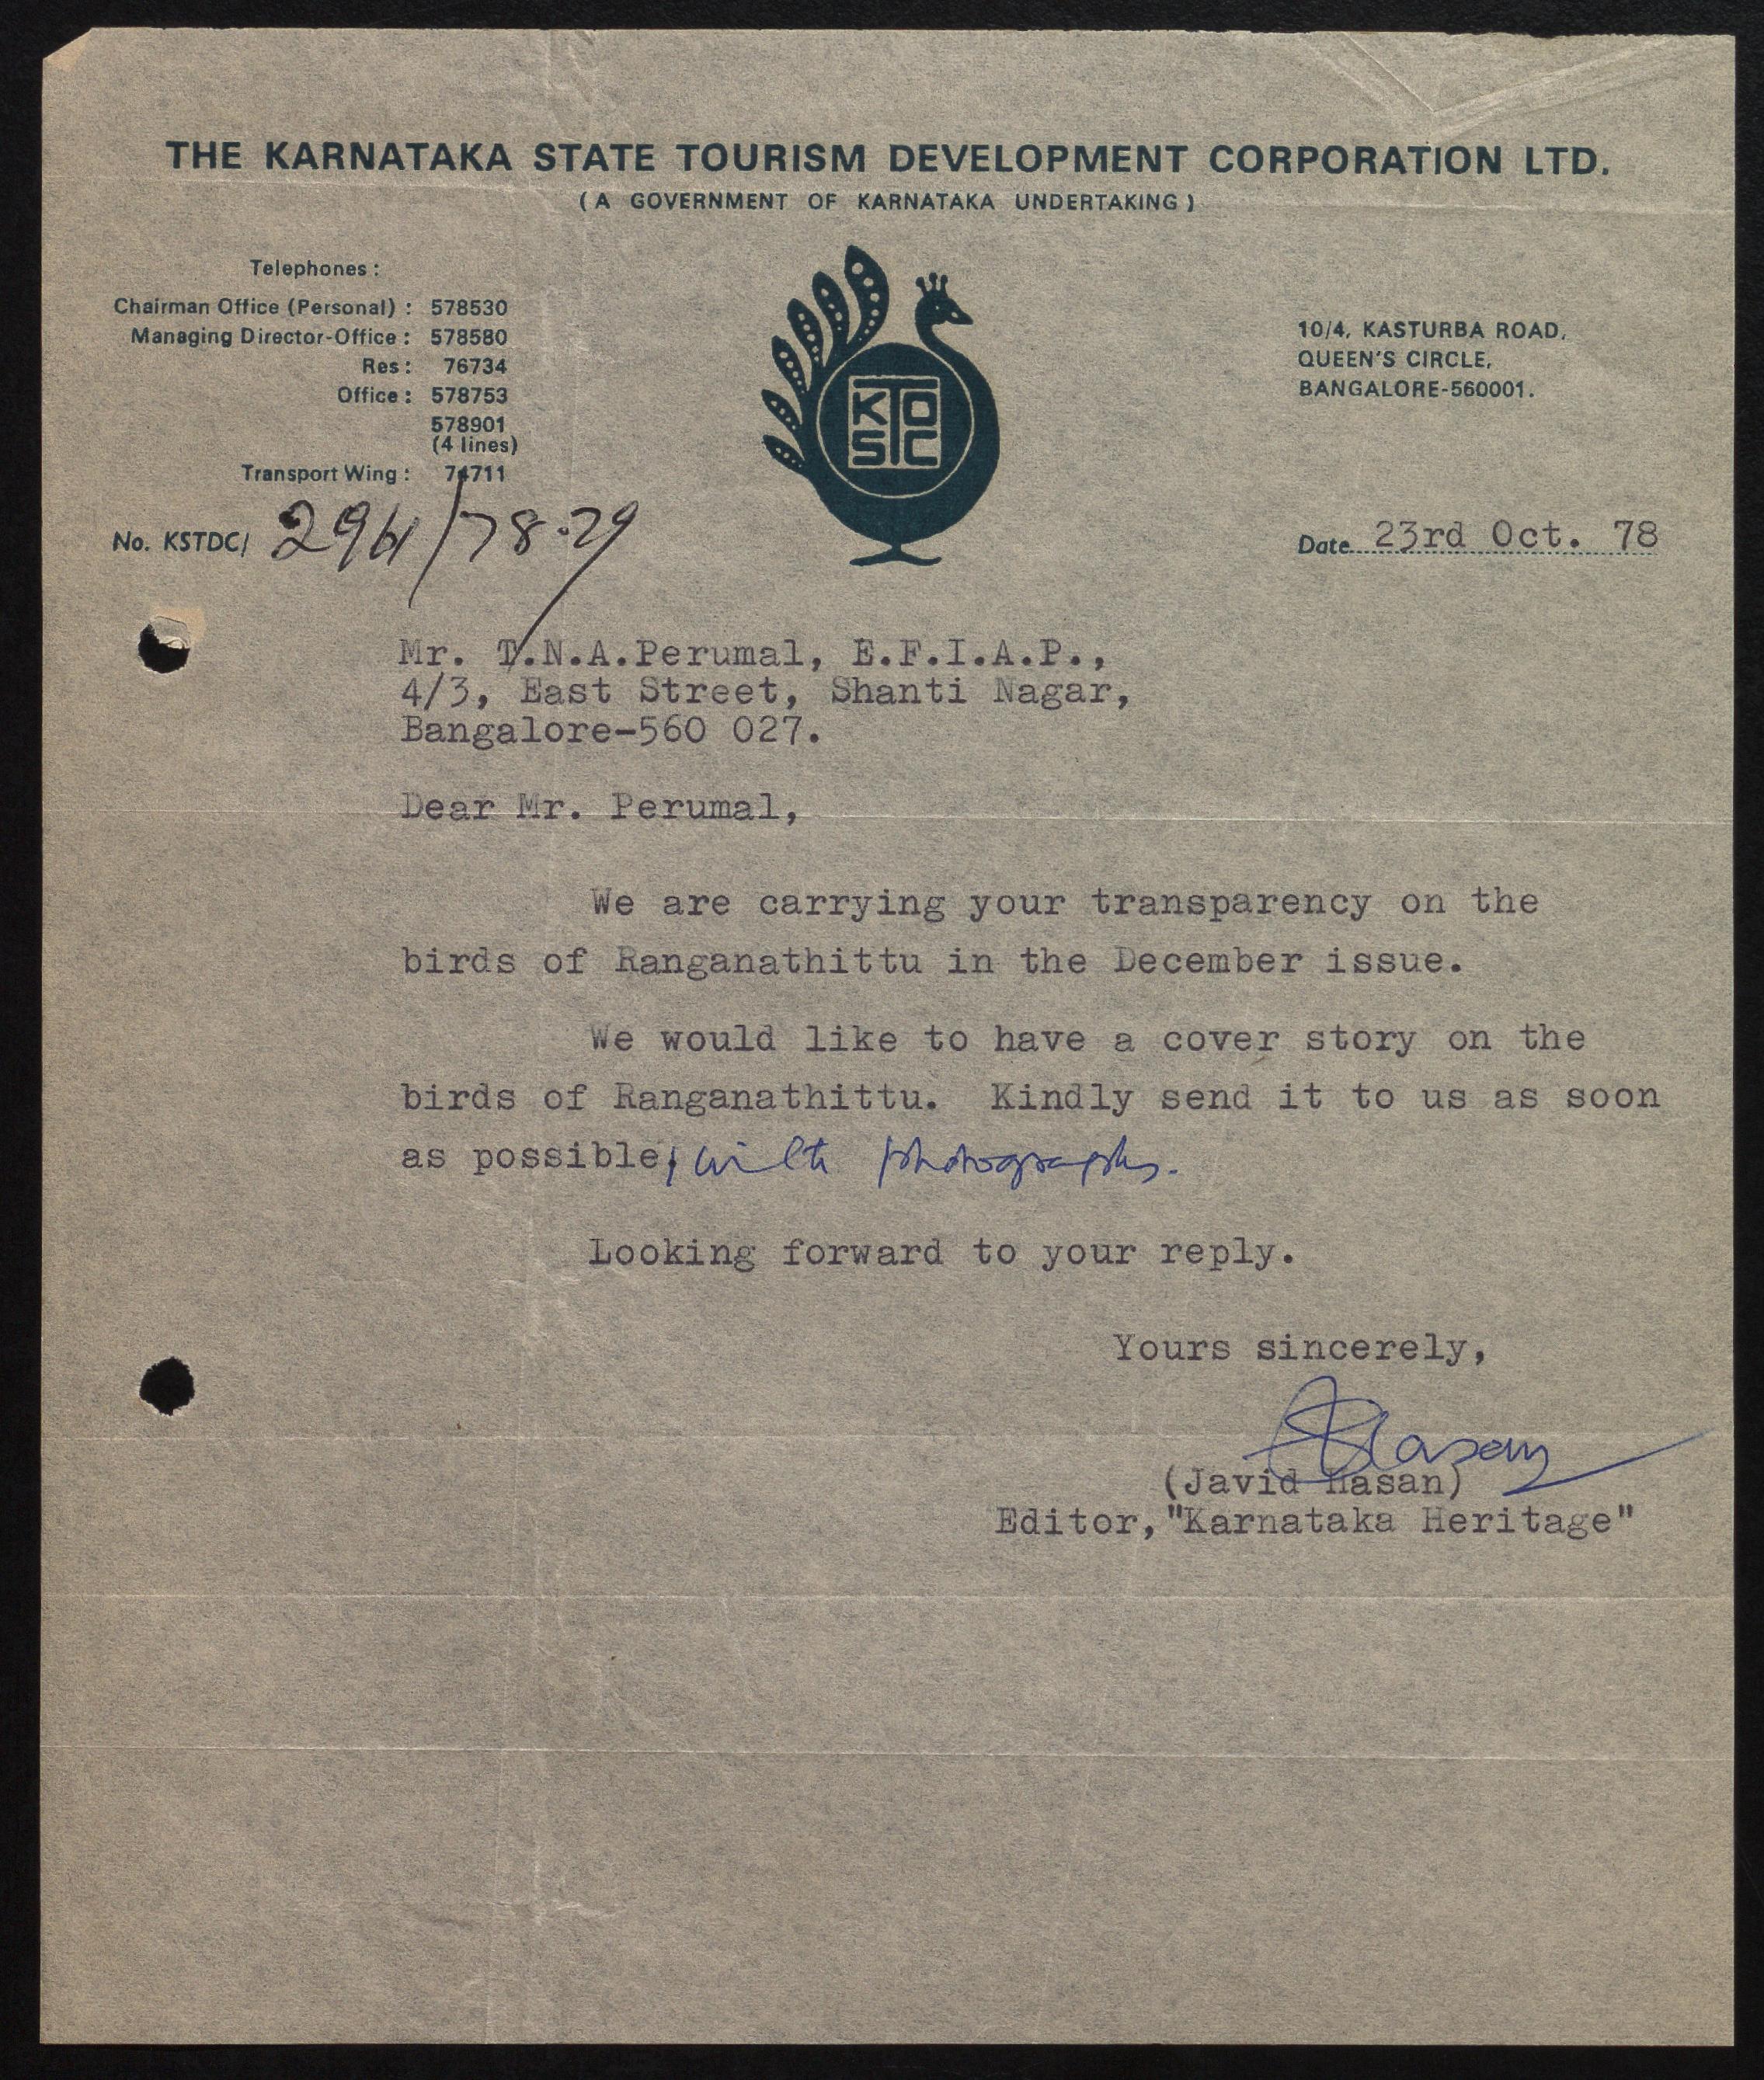 THE KARNATAKA STATE TOURISM DEVELOPMENT CORPORATION LTD.
(A GOVERNMENT OF KARNATAKA UNDERTAKING)
Telephones:
Chairman Office (Personal) : 578530
Managing Director-Office : 578580
Res : 76734
Office : 578753
578901
(4 lines)
Transport Wing : 74711
KSTDC
10/4, KASTURBA ROAD,
QUEEN'S CIRCLE,
BANGALORE-560001.
No. KSTDC/ /78-79
Date 23rd Oct. 78
Mr. T.N.A.Perumal, E.F.I.A.P.,
4/3, East Street, Shanti Nagar,
Bangalore-560 027.
Dear Mr. Perumal,
We are carrying your transparency on the
birds of Ranganathittu in the December issue.
We would like to have a cover story on the
birds of Ranganathittu. Kindly send it to us as soon
as possible, with photographs.
Looking forward to your reply.
Yours sincerely,
(Javid Hasan)
Editor,"Karnataka Heritage"